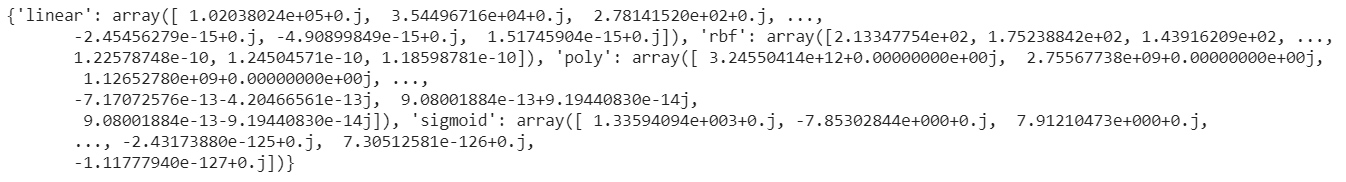 {'linear': array([ 1.02038024e+05+0.j,  3.54496716e+04+0.j,  2.78141520e+02+0.j, ...,
       -2.45456279e-15+0.j, -4.90899849e-15+0.j,  1.51745904e-15+0.j]), 'rbf': array([2.13347754e+02, 1.75238842e+02, 1.43916209e+02, ...,
       1.22578748e-10, 1.24504571e-10, 1.18598781e-10]), 'poly': array([ 3.24550414e+12+0.00000000e+00j,  2.75567738e+09+0.00000000e+00j,
        1.12652780e+09+0.00000000e+00j, ...,
       -7.17072576e-13-4.20466561e-13j,  9.08001884e-13+9.19440830e-14j,
        9.08001884e-13-9.19440830e-14j]), 'sigmoid': array([ 1.33594094e+003+0.j, -7.85302844e+000+0.j,  7.91210473e+000+0.j,
       ..., -2.43173880e-125+0.j,  7.30512581e-126+0.j,
       -1.11777940e-127+0.j])}